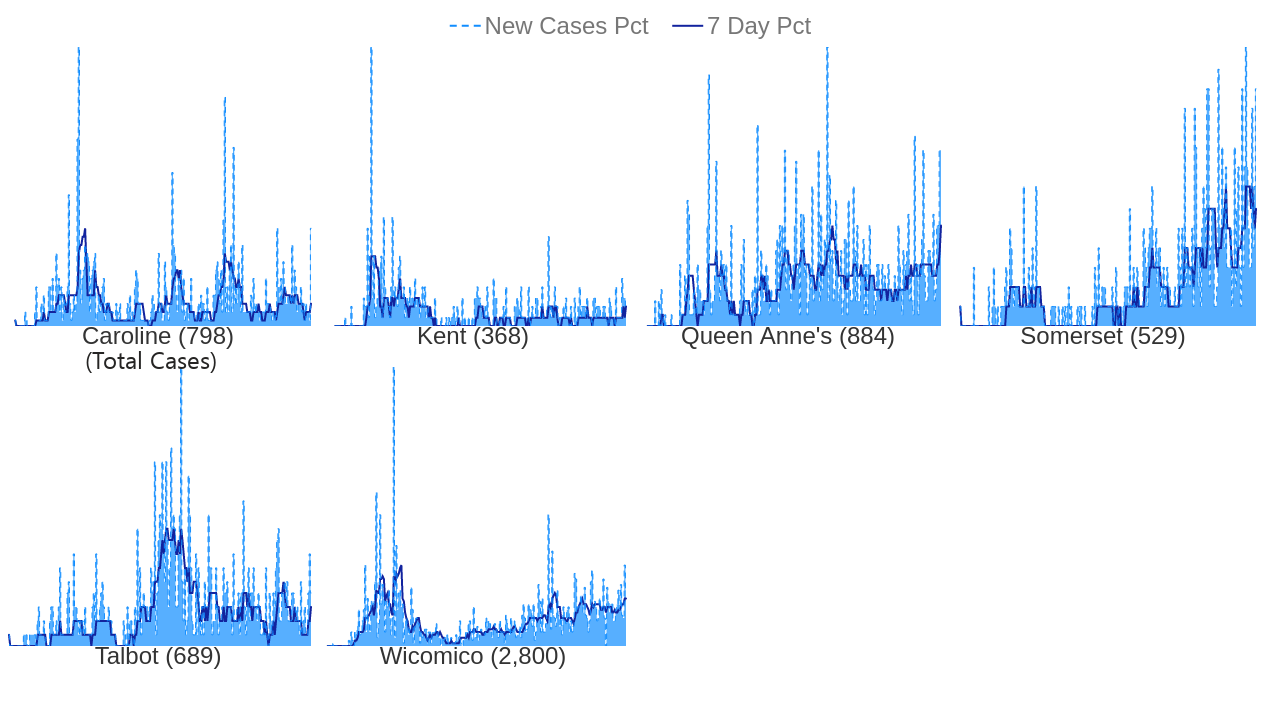 New Cases Pct 7 Day Pct
Caroline (798) Kent (368) Queen Anne's (884) Somerset (529)
(Total Cases)
Talbot (689) Wicomico (2,800)